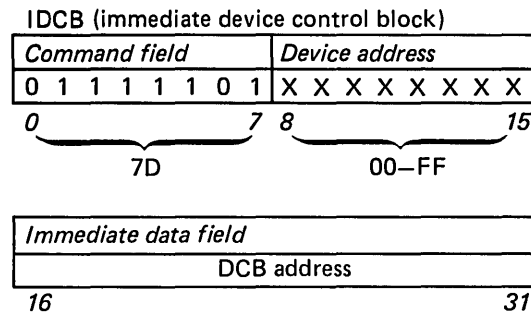 IDCB (immediate device control block)
Command field Device address
0 1 1 1 1 1 0 1 X X X X X X X X
0 7 8 15
7D 00–FF
Immediate data field
DCB address
16 31